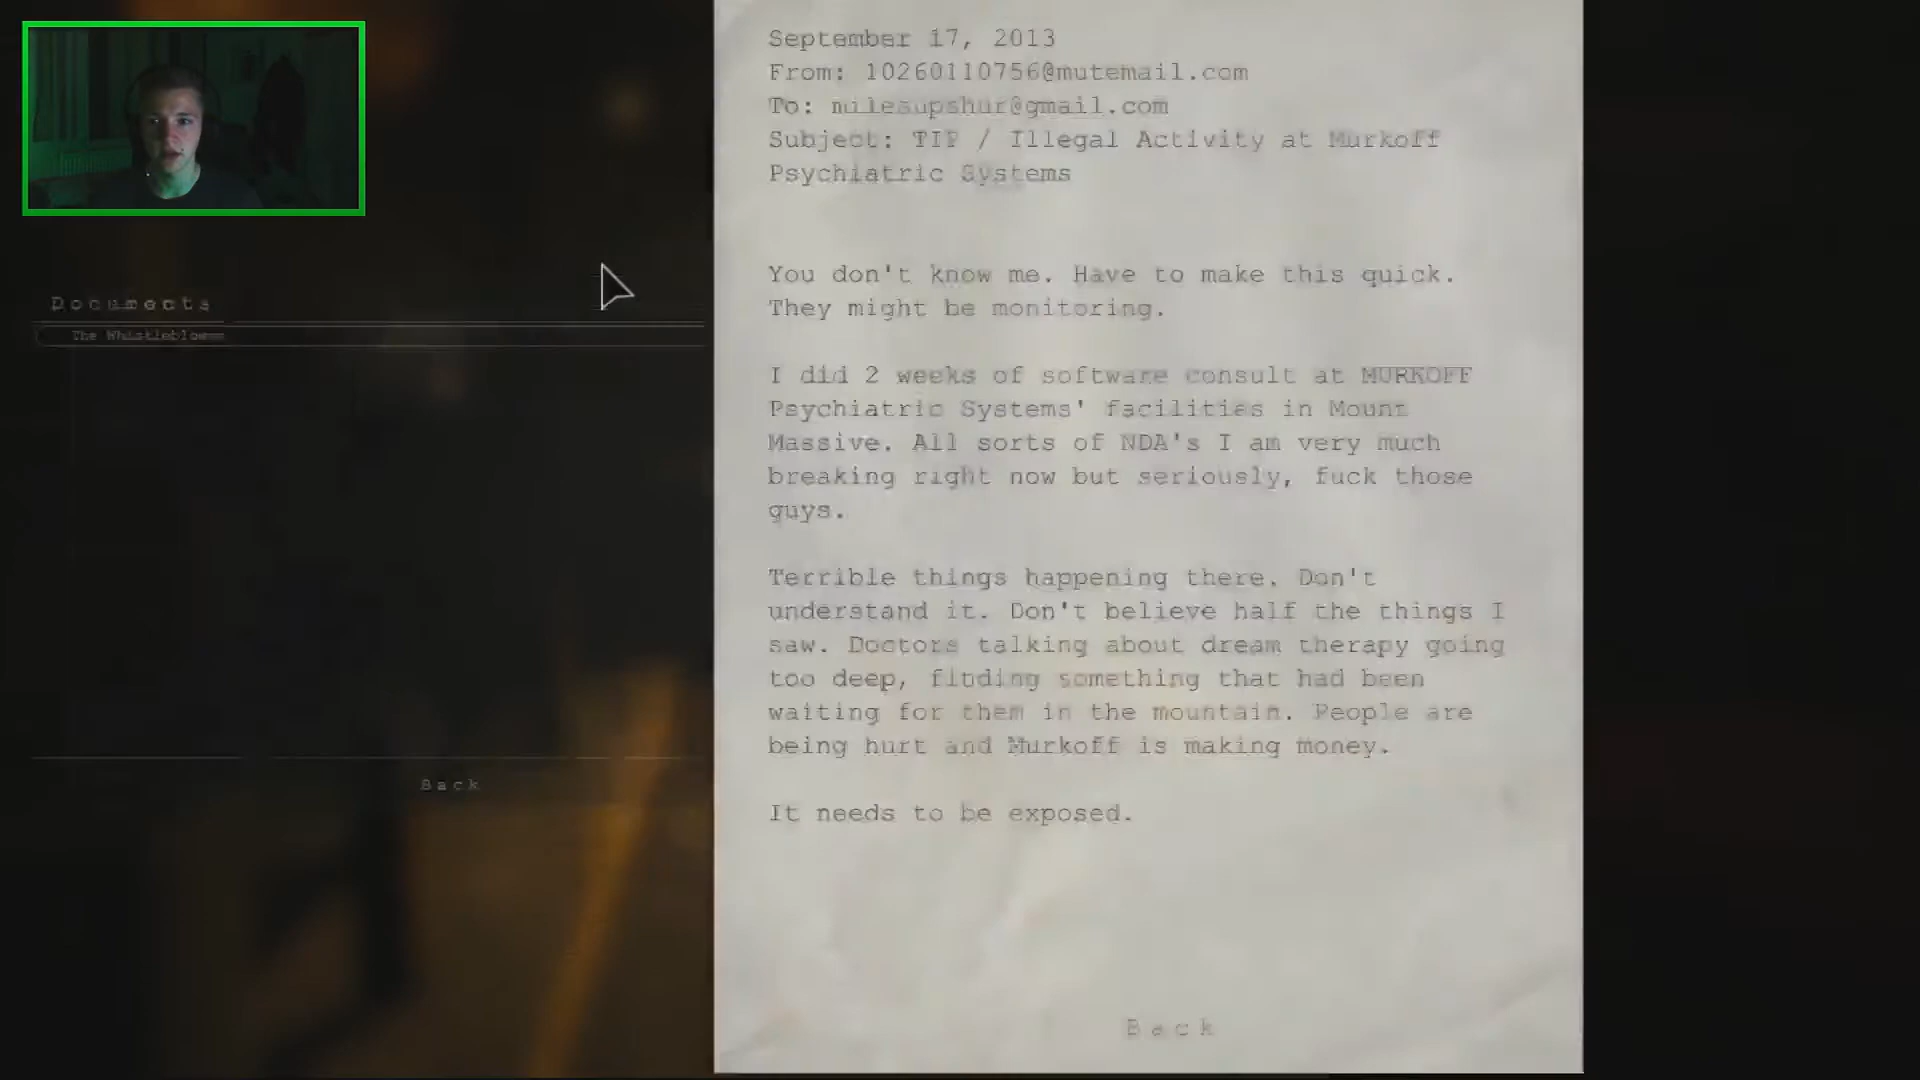 Documents
The Whistleblower
Back
September 17, 2013
From: 10260110756@mutemail.com
To: milesupshur@gmail.com
Subject: TIP / Illegal Activity at Murkoff
Psychiatric Systems
You don't know me. Have to make this quick.
They might be monitoring.
I did 2 weeks of software consult at MURKOFF
Psychiatric Systems' facilities in Mount
Massive. All sorts of NDA's I am very much
breaking right now but seriously, fuck those
guys.
Terrible things happening there. Don't
understand it. Don't believe half the things I
saw. Doctors talking about dream therapy going
too deep, finding something that had been
waiting for them in the mountain. People are
being hurt and Murkoff is making money.
It needs to be exposed.
Back